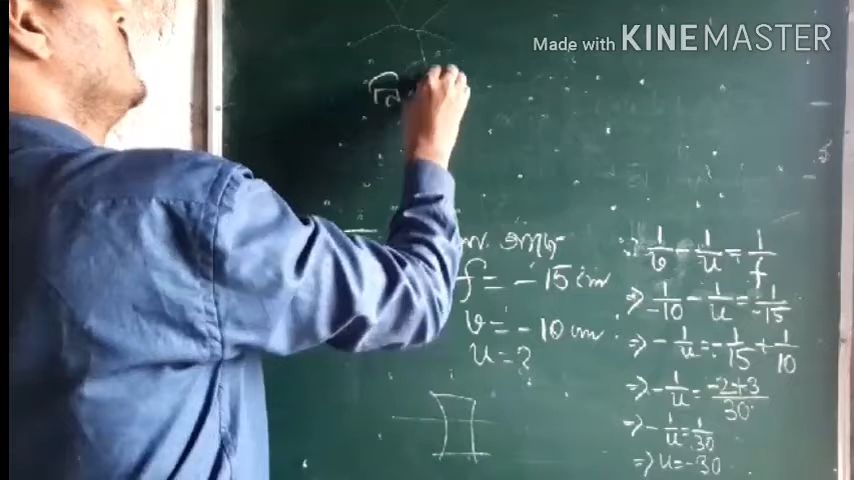 Made with KINEMASTER
f = - 15 cm
v = - 10 cm
u = ?
∴ 1/v - 1/u = 1/f
⇒ 1/-10 - 1/u = 1/-15
⇒ - 1/u = - 1/15 + 1/10
⇒ - 1/u = -2+3/30
⇒ - 1/u = 1/30
⇒ u = -30